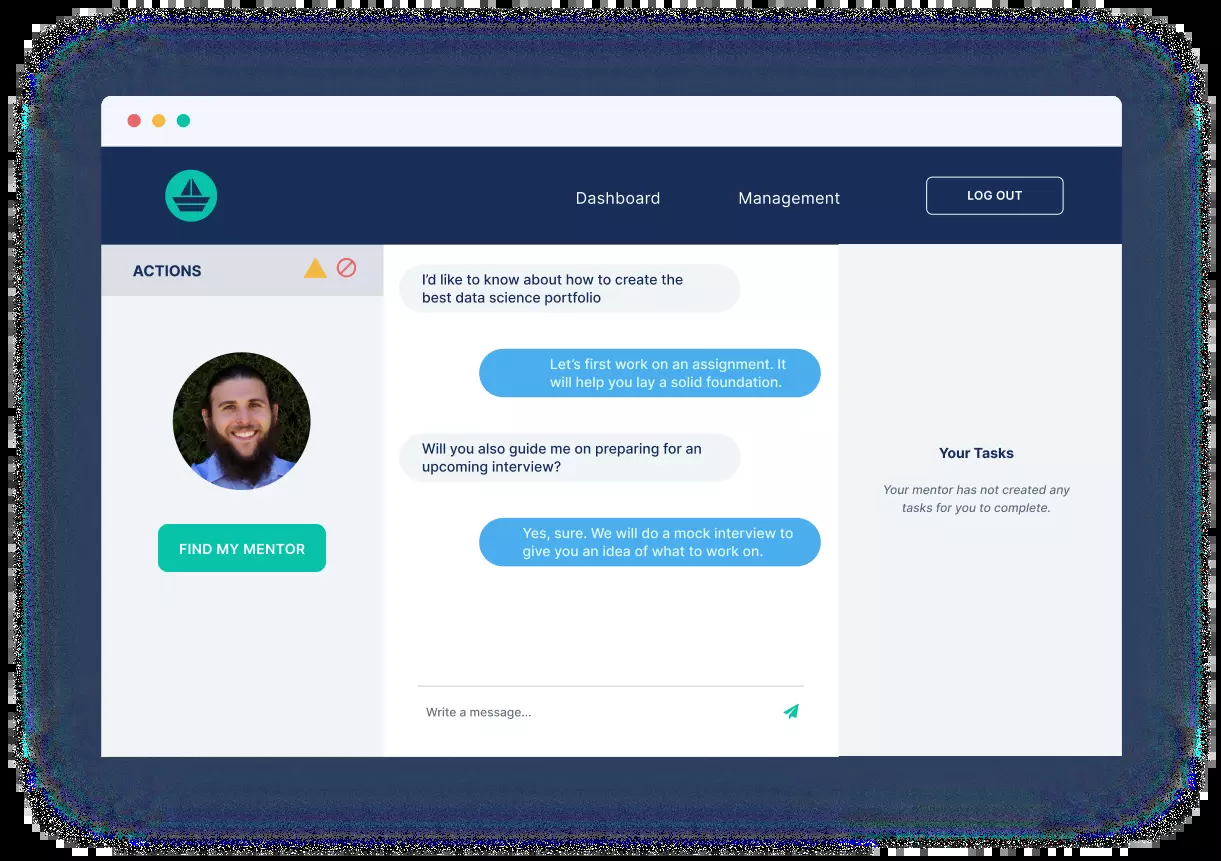 Dashboard
Management
LOG OUT
ACTIONS
FIND MY MENTOR
I’d like to know about how to create the
best data science portfolio
Let’s first work on an assignment. It
will help you lay a solid foundation.
Will you also guide me on preparing for an
upcoming interview?
Yes, sure. We will do a mock interview to
give you an idea of what to work on.
Write a message...
Your Tasks
Your mentor has not created any
tasks for you to complete.